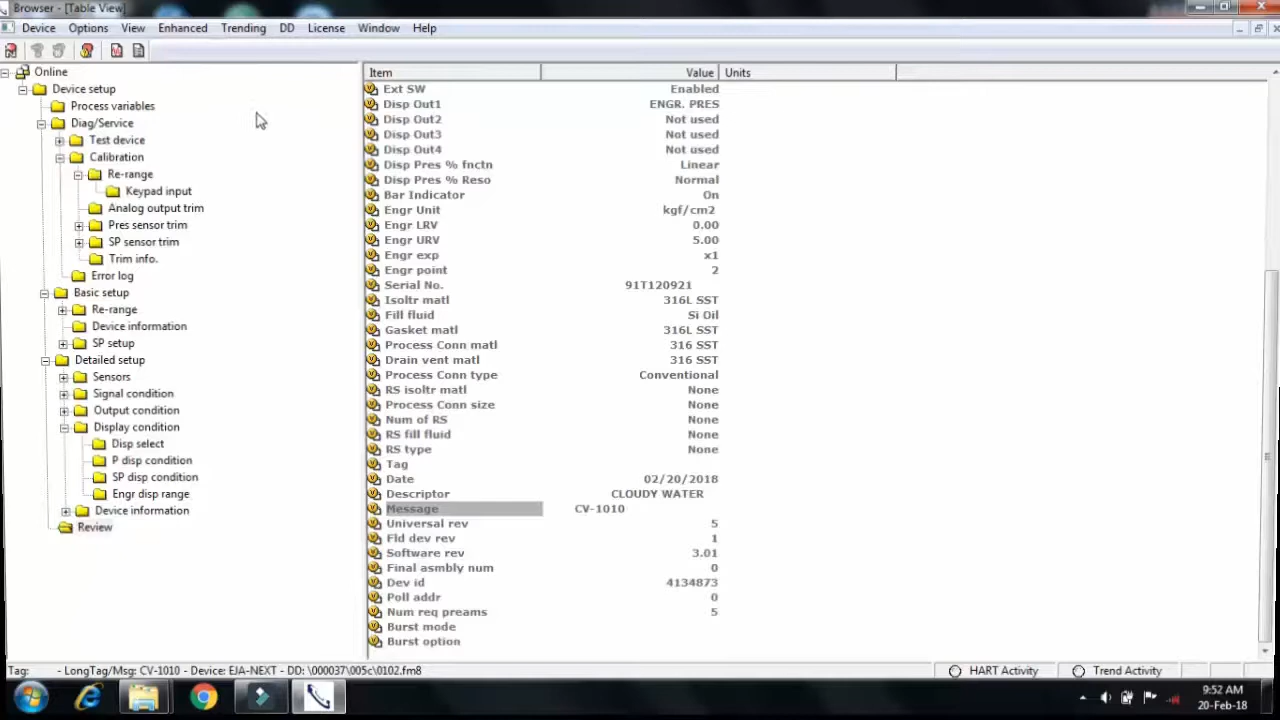 Browser - [Table View]
Device Options View Enhanced Trending DD License Window Help
Online
Device setup
Process variables
Diag/Service
Test device
Calibration
Re-range
Keypad input
Analog output trim
Pres sensor trim
SP sensor trim
Trim info.
Error log
Basic setup
Re-range
Device information
SP setup
Detailed setup
Sensors
Signal condition
Output condition
Display condition
Disp select
P disp condition
SP disp condition
Engr disp range
Device information
Review
Item Value Units
Ext SW Enabled
Disp Out1 ENGR. PRES
Disp Out2 Not used
Disp Out3 Not used
Disp Out4 Not used
Disp Pres % fnctn Linear
Disp Pres % Reso Normal
Bar Indicator On
Engr Unit kgf/cm2
Engr LRV 0.00
Engr URV 5.00
Engr exp x1
Engr point 2
Serial No. 91T120921
Isoltr matl 316L SST
Fill fluid Si Oil
Gasket matl 316L SST
Process Conn matl 316 SST
Drain vent matl 316 SST
Process Conn type Conventional
RS isoltr matl None
Process Conn size None
Num of RS None
RS fill fluid None
RS type None
Tag
Date 02/20/2018
Descriptor CLOUDY WATER
Message CV-1010
Universal rev 5
Fld dev rev 1
Software rev 3.01
Final asmbly num 0
Dev id 4134873
Poll addr 0
Num req preams 5
Burst mode
Burst option
Tag: - LongTag/Msg: CV-1010 - Device: EJA-NEXT - DD: \000037\005c\0102.fm8
HART Activity Trend Activity
9:52 AM
20-Feb-18